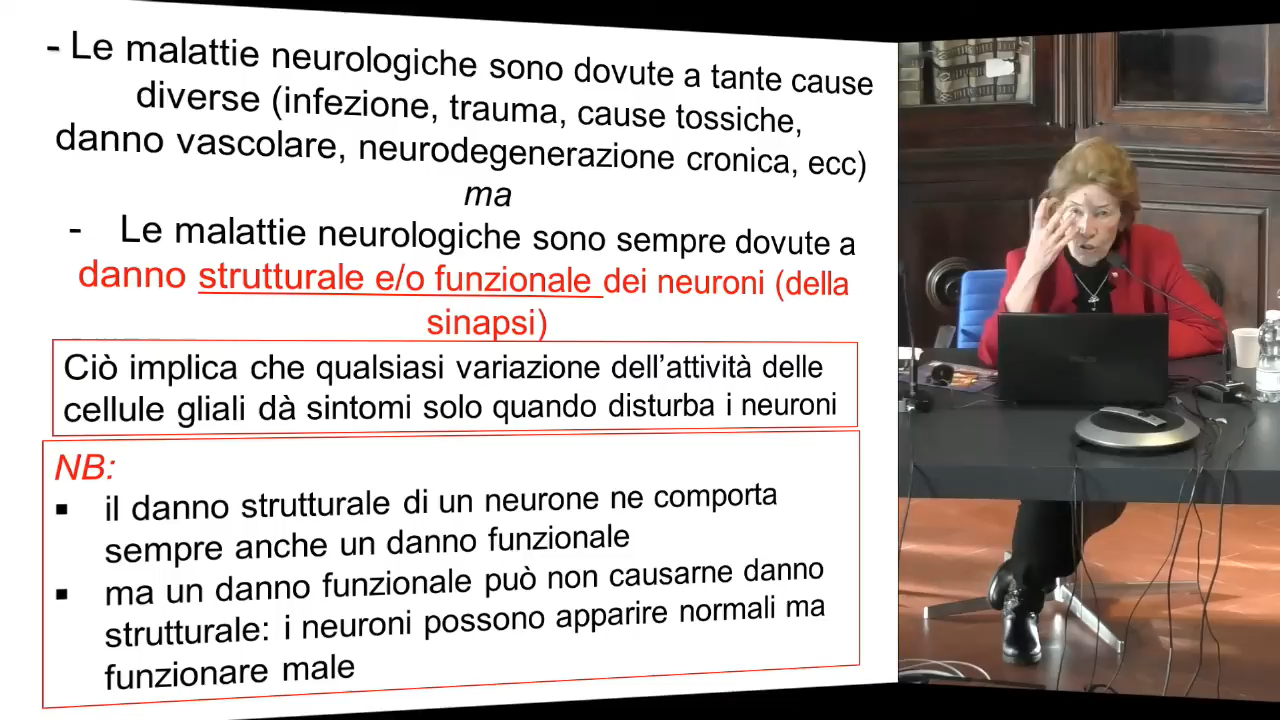 - Le malattie neurologiche sono dovute a tante cause
diverse (infezione, trauma, cause tossiche,
danno vascolare, neurodegenerazione cronica, ecc)
ma
- Le malattie neurologiche sono sempre dovute a
danno strutturale e/o funzionale dei neuroni (della
sinapsi)
Ciò implica che qualsiasi variazione dell'attività delle
cellule gliali dà sintomi solo quando disturba i neuroni
NB:
▪ il danno strutturale di un neurone ne comporta
sempre anche un danno funzionale
▪ ma un danno funzionale può non causarne danno
strutturale: i neuroni possono apparire normali ma
funzionare male